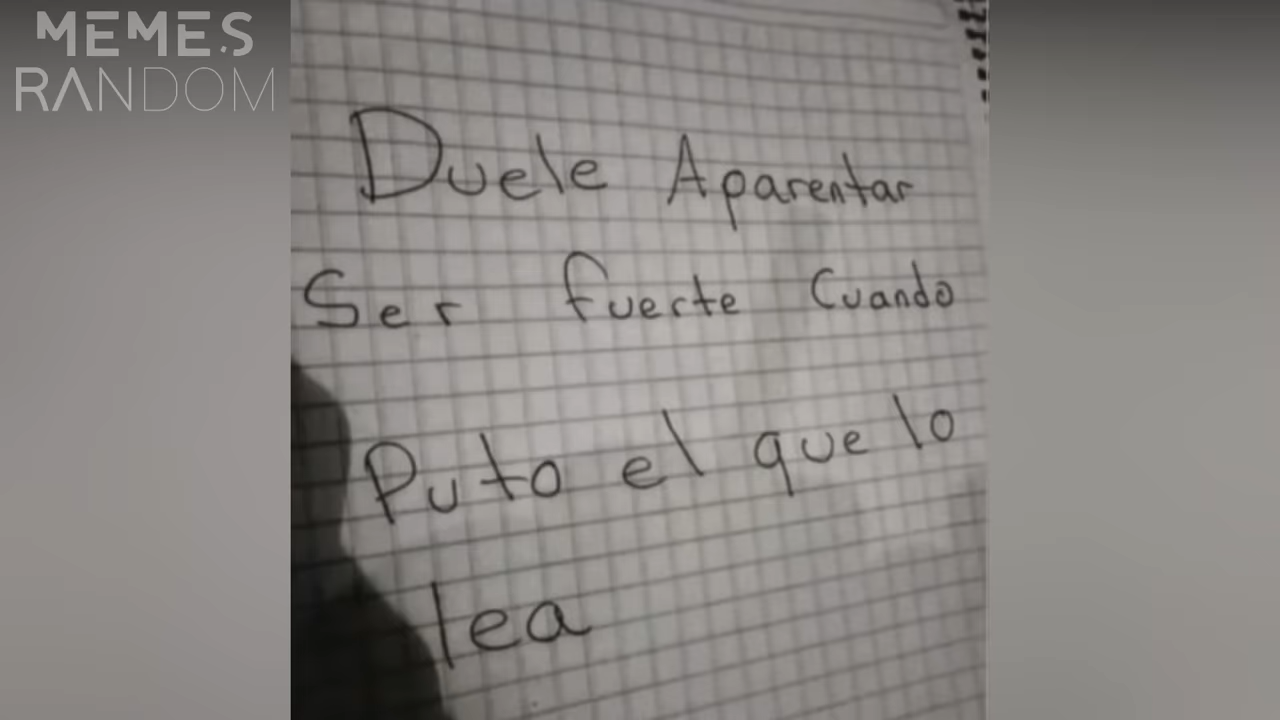 MEMES
RANDOM
Duele Aparentar
Ser fuerte Cuando
Puto el que lo
lea